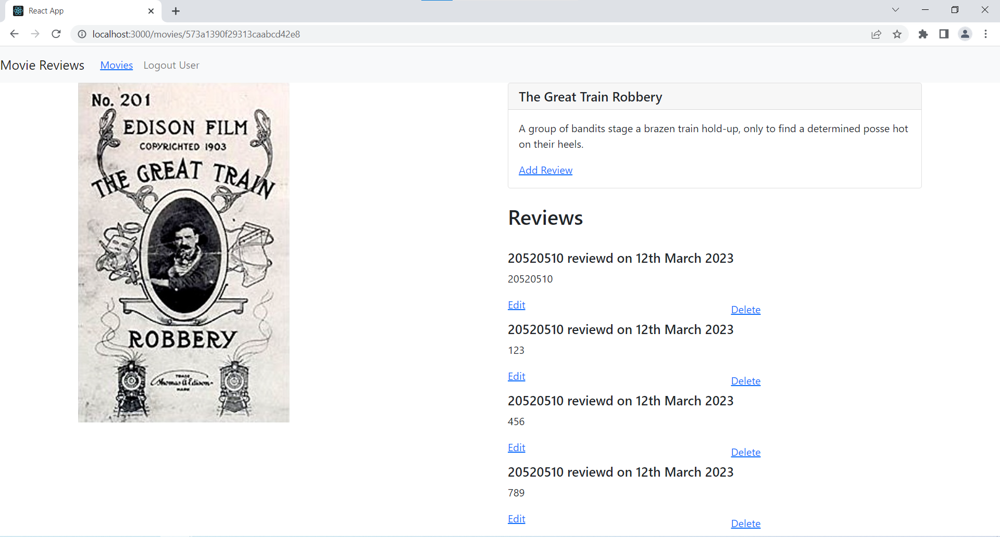 React App
localhost:3000/movies/573a1390f29313caabcd42e8
Movie Reviews Movies Logout User
No. 201
EDISON FILM
COPYRIGHTED 1903
THE GREAT TRAIN
ROBBERY
TRADE
Thomas A Edison
MARK
The Great Train Robbery
A group of bandits stage a brazen train hold-up, only to find a determined posse hot
on their heels.
Add Review
Reviews
20520510 reviewd on 12th March 2023
20520510
Edit Delete
20520510 reviewd on 12th March 2023
123
Edit Delete
20520510 reviewd on 12th March 2023
456
Edit Delete
20520510 reviewd on 12th March 2023
789
Edit Delete